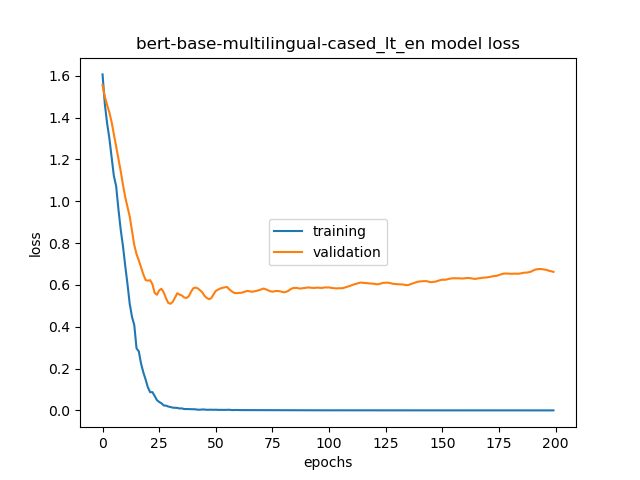 bert-base-multilingual-cased_lt_en model loss
loss
1.6
1.4
1.2
1.0
0.8
0.6
0.4
0.2
0.0
training
validation
0 25 50 75 100 125 150 175 200
epochs